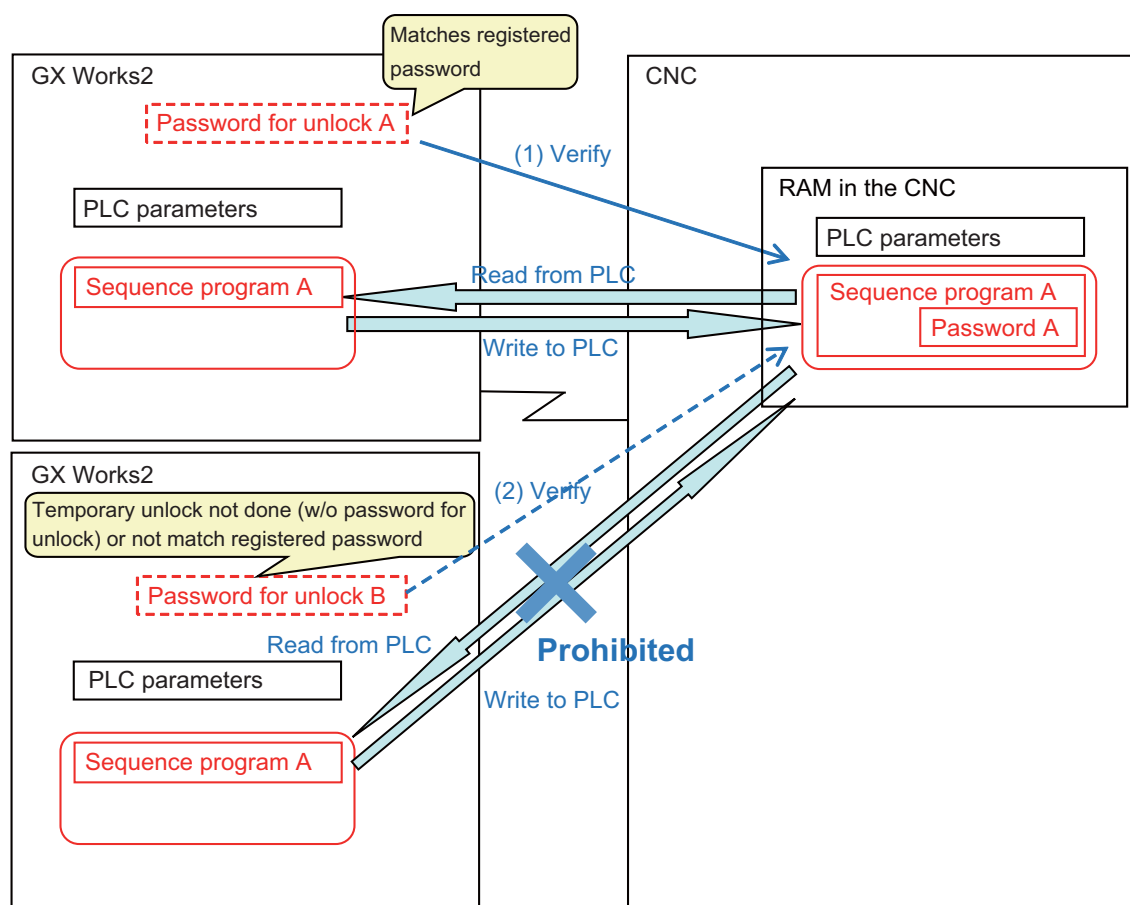 Matches registered
password
GX Works2
Password for unlock A
PLC parameters
Sequence program A
(1) Verify
Read from PLC
Write to PLC
CNC
RAM in the CNC
PLC parameters
Sequence program A
Password A
GX Works2
Temporary unlock not done (w/o password for
unlock) or not match registered password
Password for unlock B
(2) Verify
Read from PLC
Prohibited
Write to PLC
PLC parameters
Sequence program A